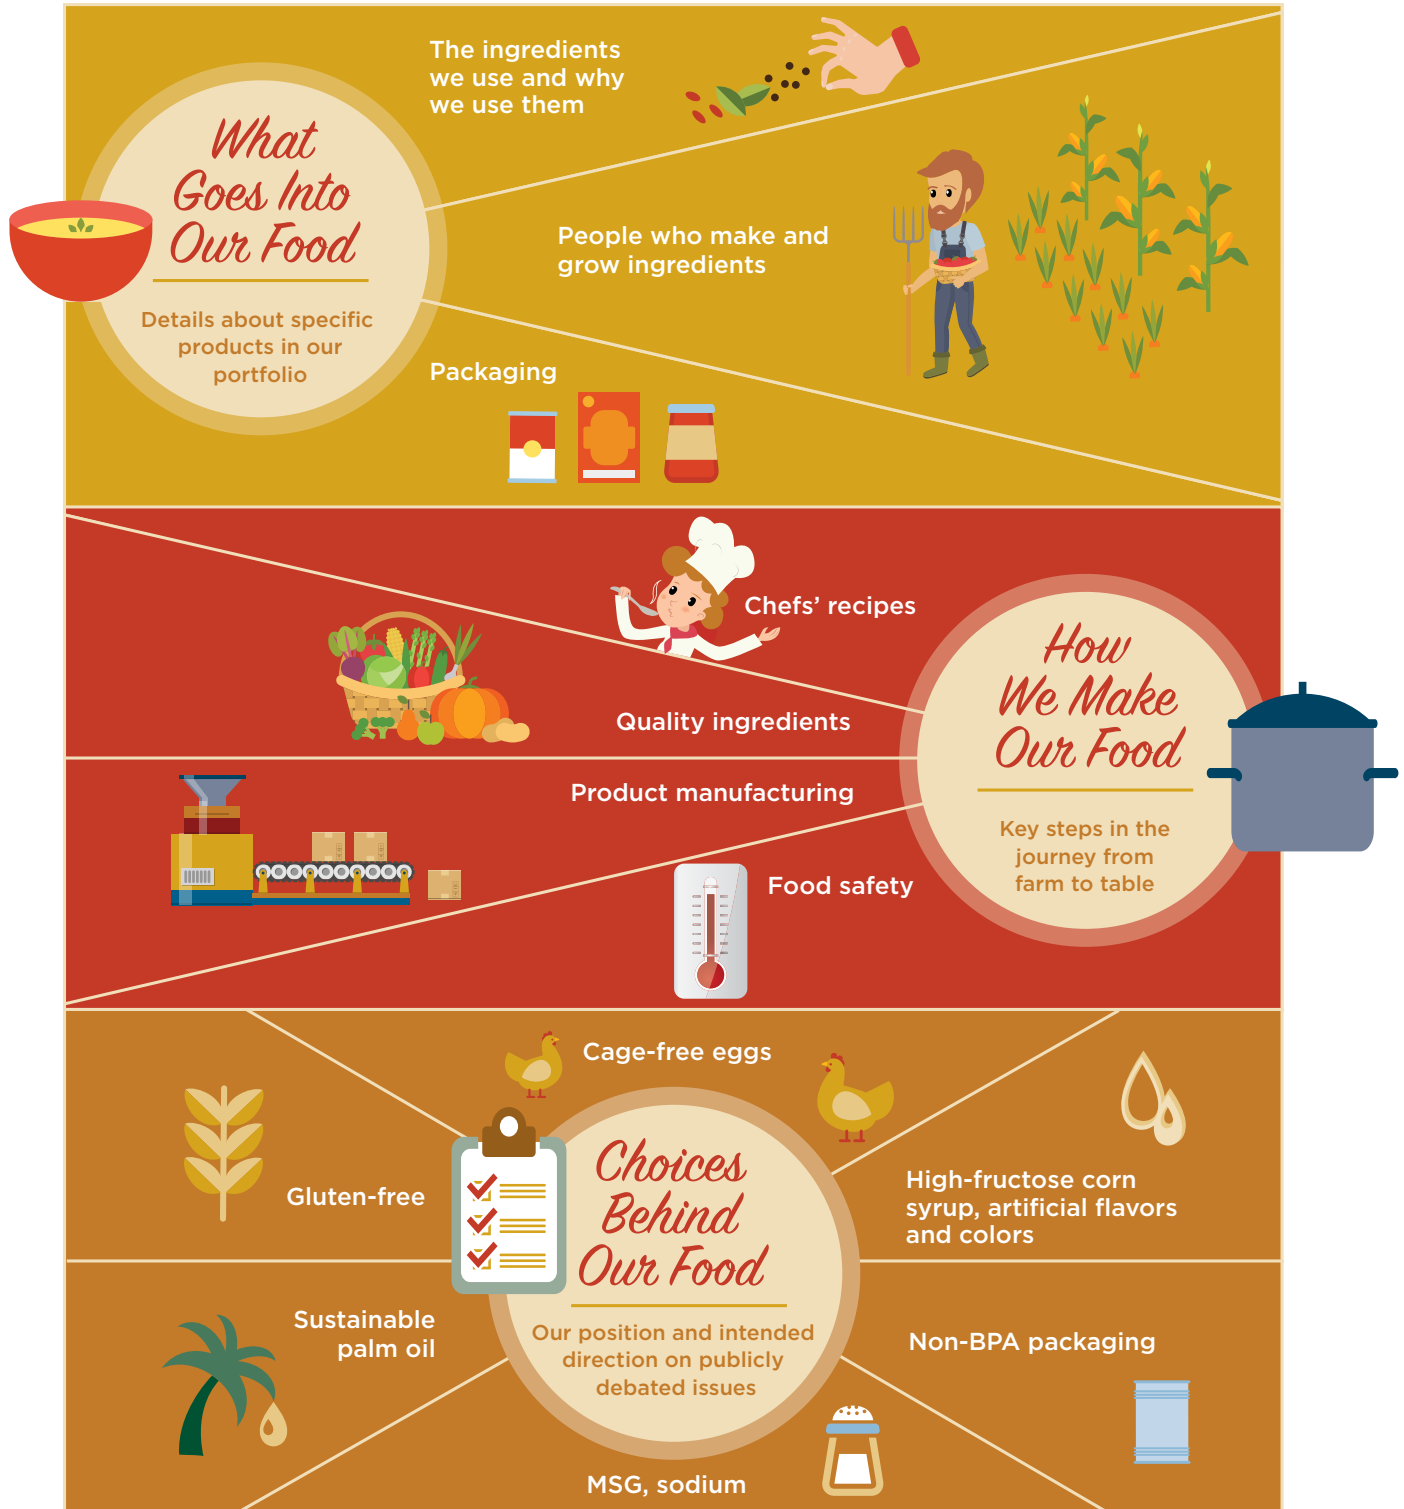 The ingredients
we use and why
we use them
What
Goes Into
Our Food
Details about specific
products in our
portfolio
People who make and
grow ingredients
Packaging
Chefs’ recipes
Quality ingredients
How
We Make
Our Food
Key steps in the
journey from
farm to table
Product manufacturing
Food safety
Cage-free eggs
Choices
Behind
Our Food
Our position and intended
direction on publicly
debated issues
Gluten-free
High-fructose corn
syrup, artificial flavors
and colors
Sustainable
palm oil
Non-BPA packaging
MSG, sodium